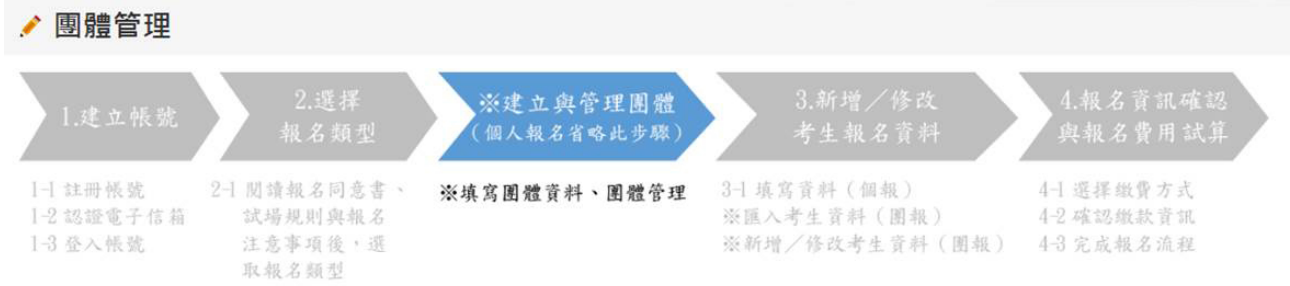 團體管理
1.建立帳號
2.選擇
報名類型
※建立與管理團體
(個人報名省略此步驟)
3.新增／修改
考生報名資料
4.報名資訊確認
與報名費用試算
1-1 註冊帳號
1-2 認證電子信箱
1-3 登入帳號
2-1 閱讀報名同意書、
試場規則與報名
注意事項後，選
取報名類型
※填寫團體資料、團體管理
3-1 填寫資料（個報）
※匯入考生資料（團報）
※新增／修改考生資料（團報）
4-1 選擇繳費方式
4-2 確認繳款資訊
4-3 完成報名流程